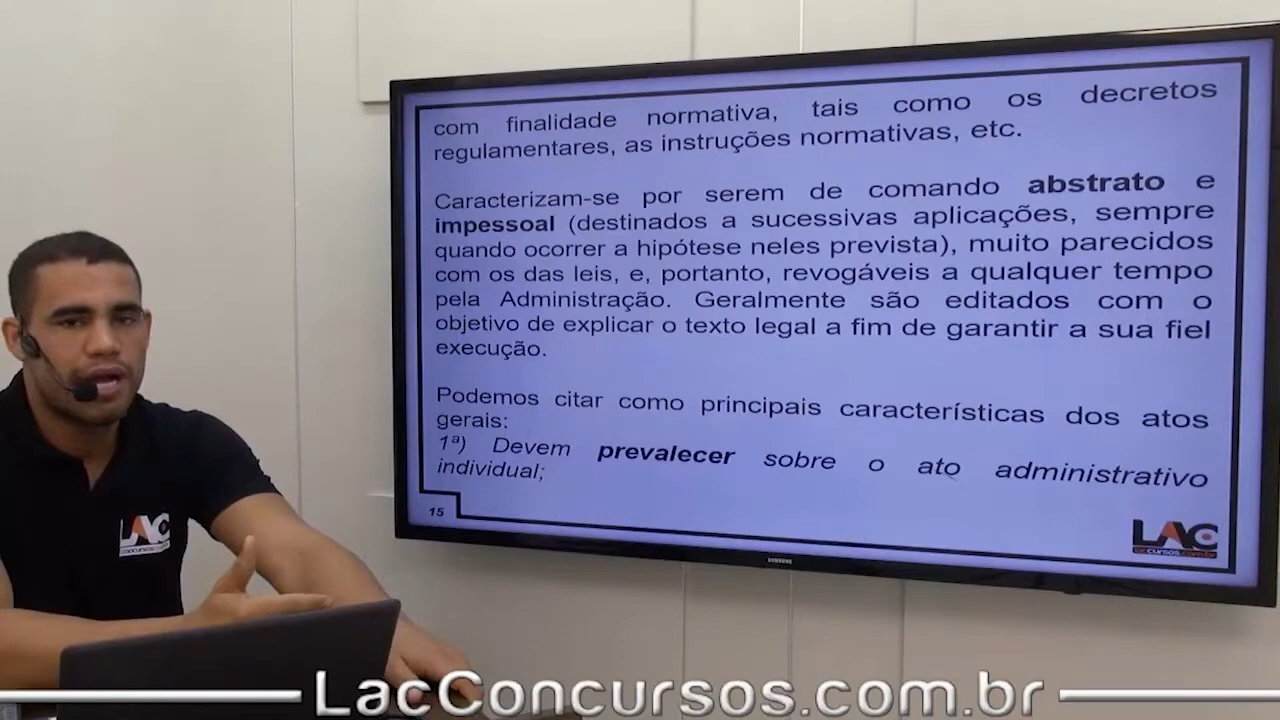 com finalidade normativa, tais como os decretos
regulamentares, as instruções normativas, etc.
Caracterizam-se por serem de comando abstrato e
impessoal (destinados a sucessivas aplicações, sempre
quando ocorrer a hipótese neles prevista), muito parecidos
com os das leis, e, portanto, revogáveis a qualquer tempo
pela Administração. Geralmente são editados com o
objetivo de explicar o texto legal a fim de garantir a sua fiel
execução.
Podemos citar como principais características dos atos
gerais:
1ª) Devem prevalecer sobre o ato administrativo
individual;
15
LAC
lacconcursos.com.br
SAMSUNG
LAC
LacConcursos.com.br